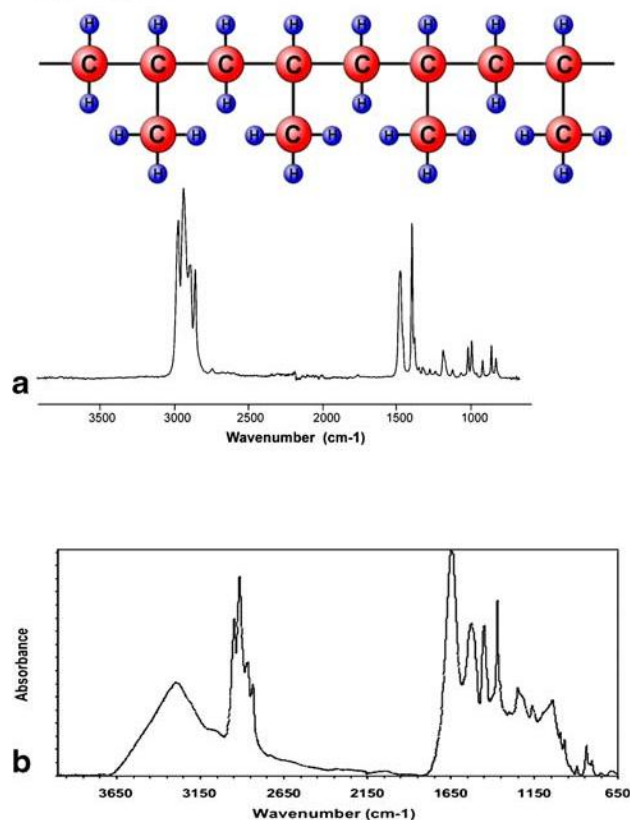 H H H H H H H H
C C C C C C C C
H H H H
H C H H C H H C H H C H
H H H H
a
3500 3000 2500 2000 1500 1000
Wavenumber (cm-1)
Absorbance
b
3650 3150 2650 2150 1650 1150 650
Wavenumber (cm-1)